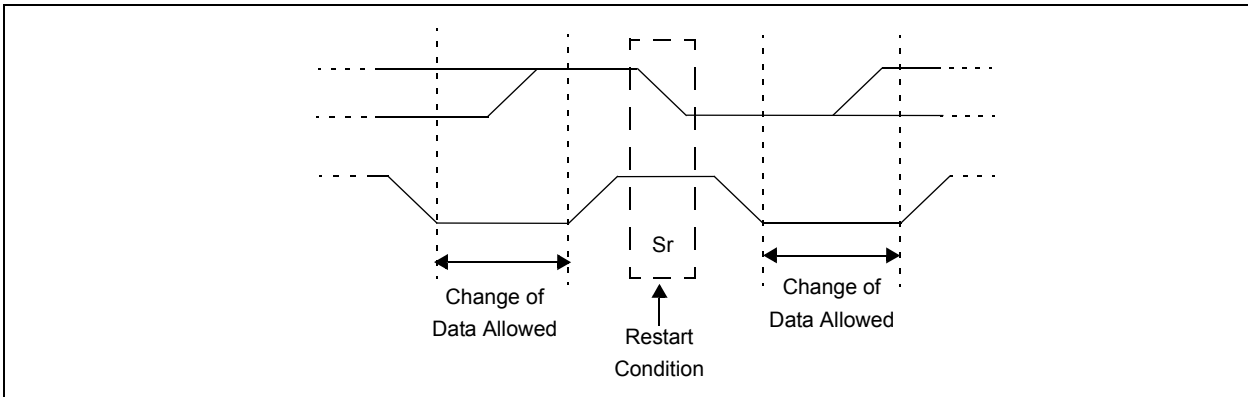 Sr
Change of
Data Allowed
Restart
Condition
Change of
Data Allowed